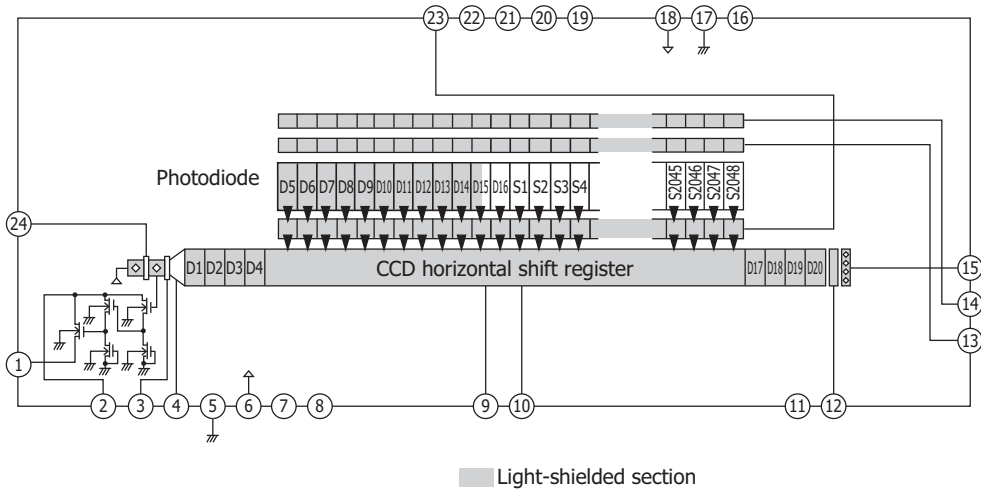 23 22 21 20 19 18 17 16
Photodiode
D5 D6 D7 D8 D9 D10 D11 D12 D13 D14 D15 D16 S1 S2 S3 S4 S2045 S2046 S2047 S2048
24
D1 D2 D3 D4 CCD horizontal shift register D17 D18 D19 D20
15
14
13
1
2 3 4 5 6 7 8 9 10 11 12
Light-shielded section